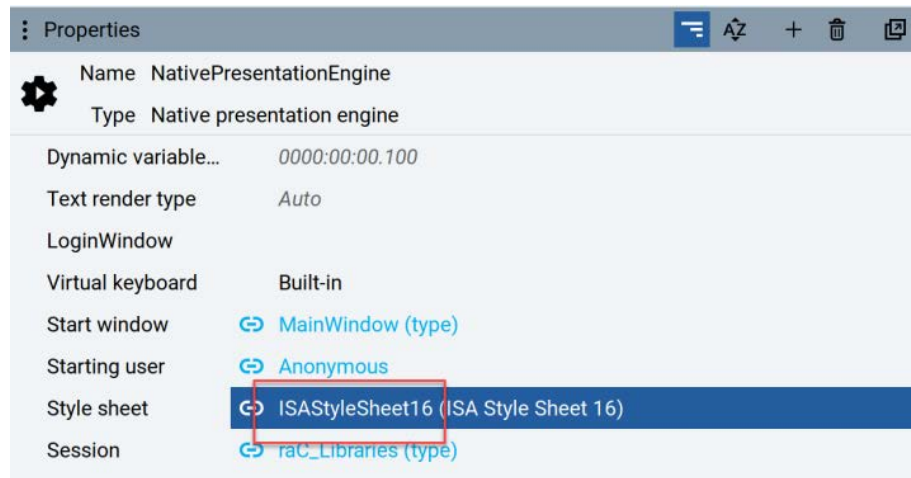 Properties
Name NativePresentationEngine
Type Native presentation engine
Dynamic variable... 0000:00:00.100
Text render type Auto
LoginWindow
Virtual keyboard Built-in
Start window MainWindow (type)
Starting user Anonymous
Style sheet ISAStyleSheet16 (ISA Style Sheet 16)
Session raC_Libraries (type)